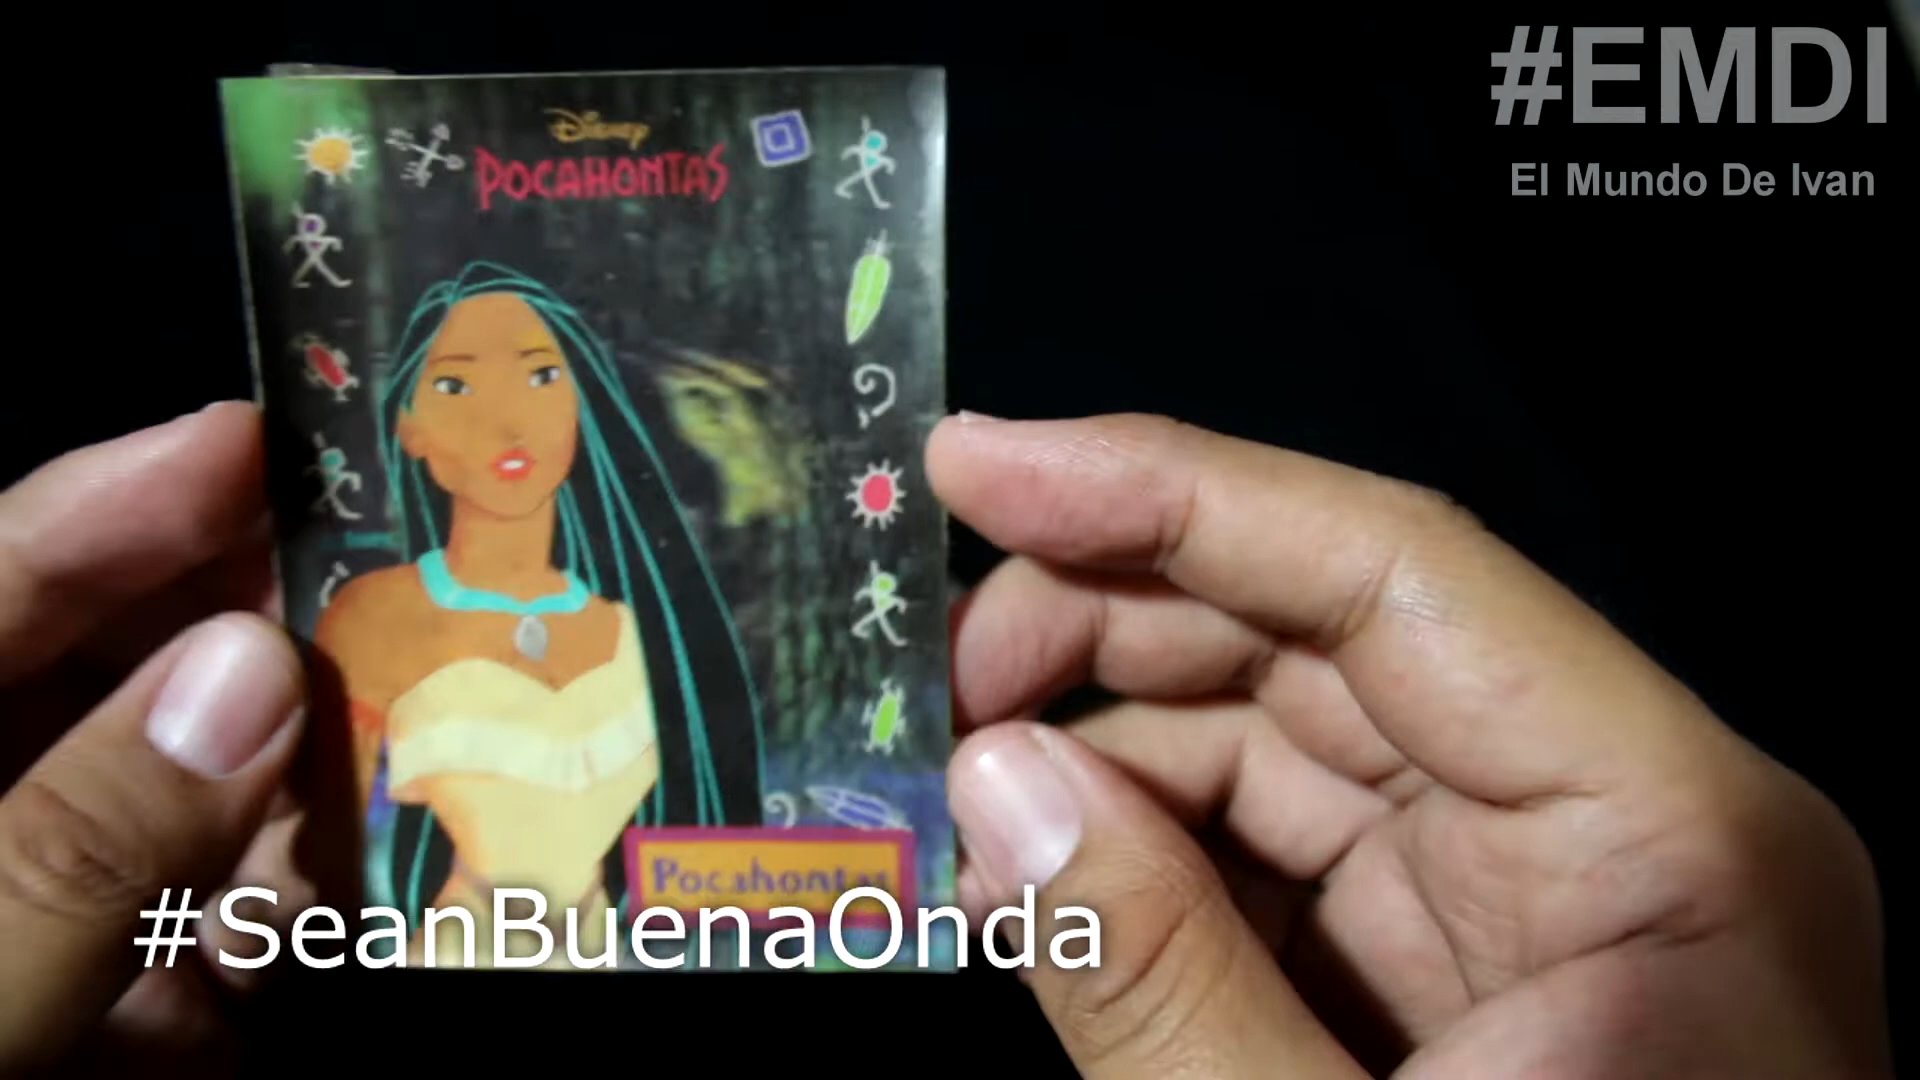 #EMDI
El Mundo De Ivan
Disney
POCAHONTAS
Pocahontas
#SeanBuenaOnda